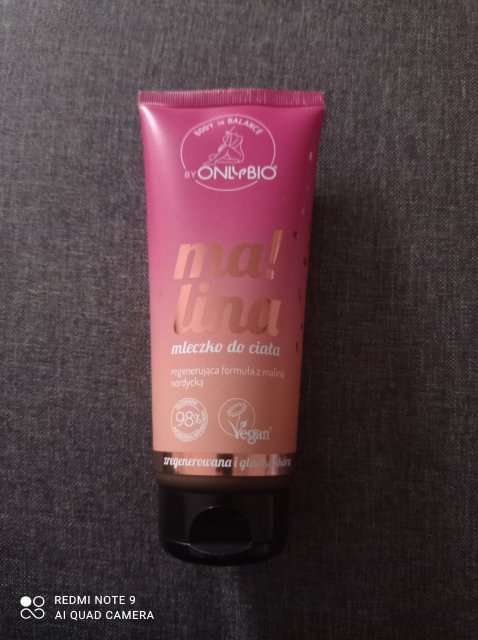 BODY in BALANCE
BY ONLYBIO
ma!
lina
mleczko do ciała
regenerująca formuła z maliną
nordycką
98%
Vegan
zregenerowana i gładka skóra
REDMI NOTE 9
AI QUAD CAMERA